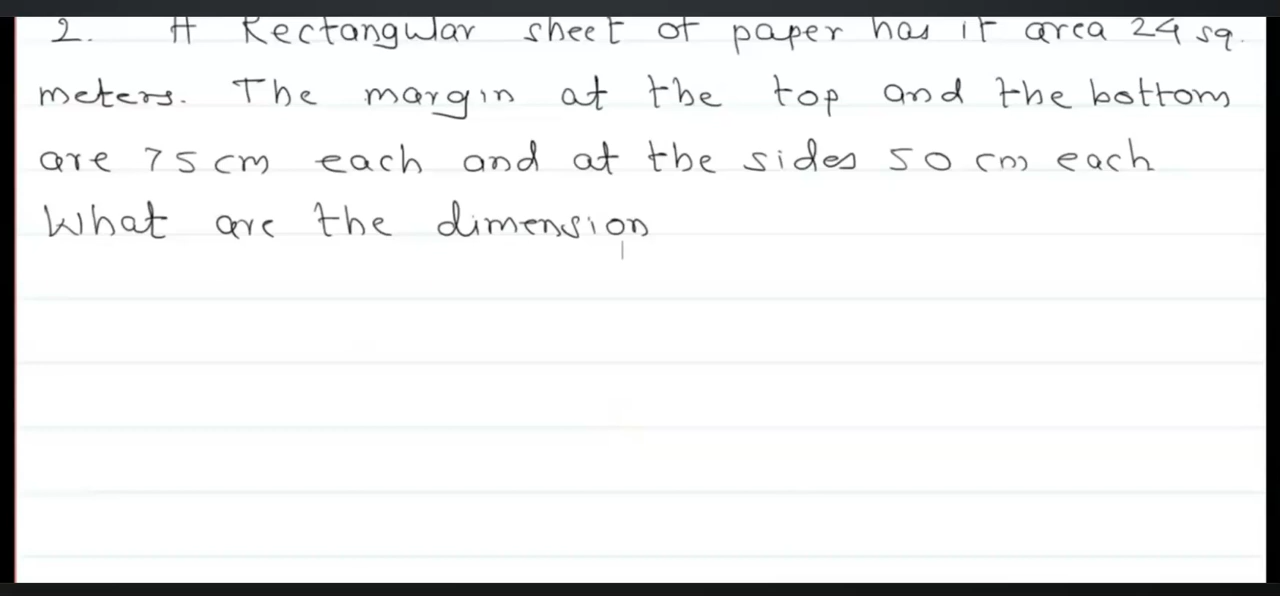 2. A Rectangular sheet of paper has it area 24 sq.
meters. The margin at the top and the bottom
are 75 cm each and at the sides 50 cm each
What are the dimension